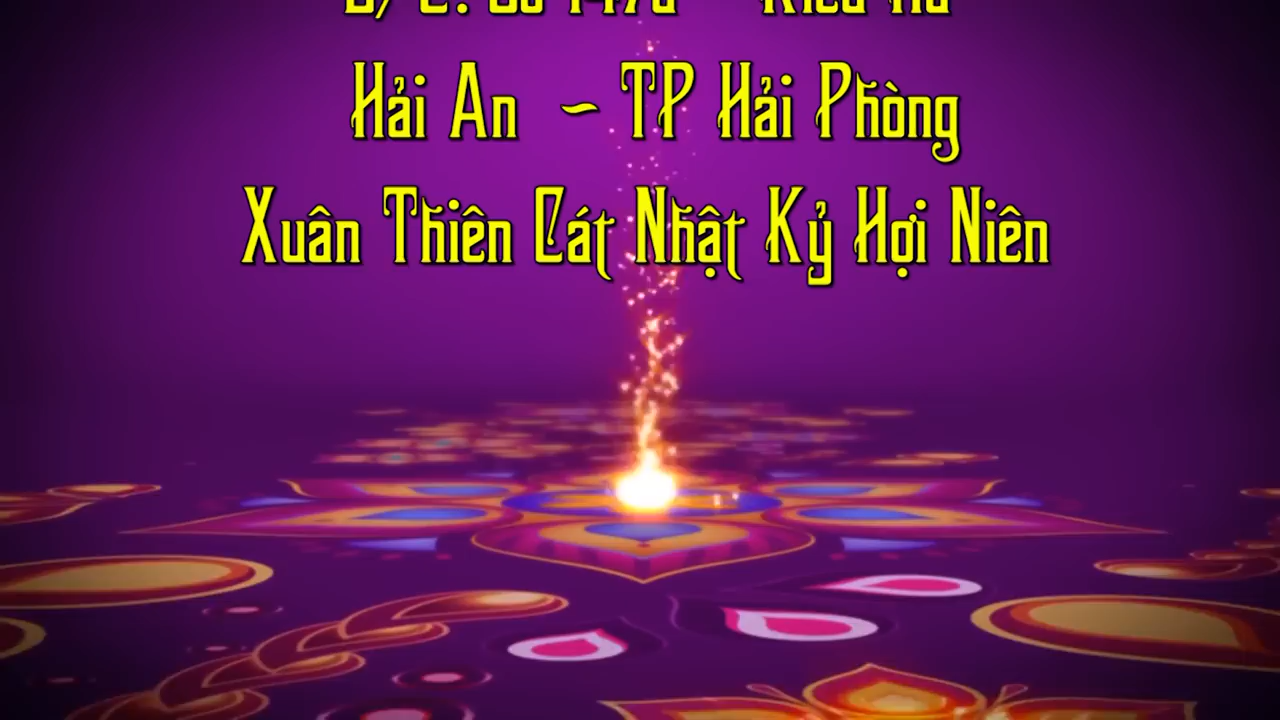 Hải An ~ TP Hải Phòng
Xuân Thiên Cát Nhật Kỷ Hợi Niên